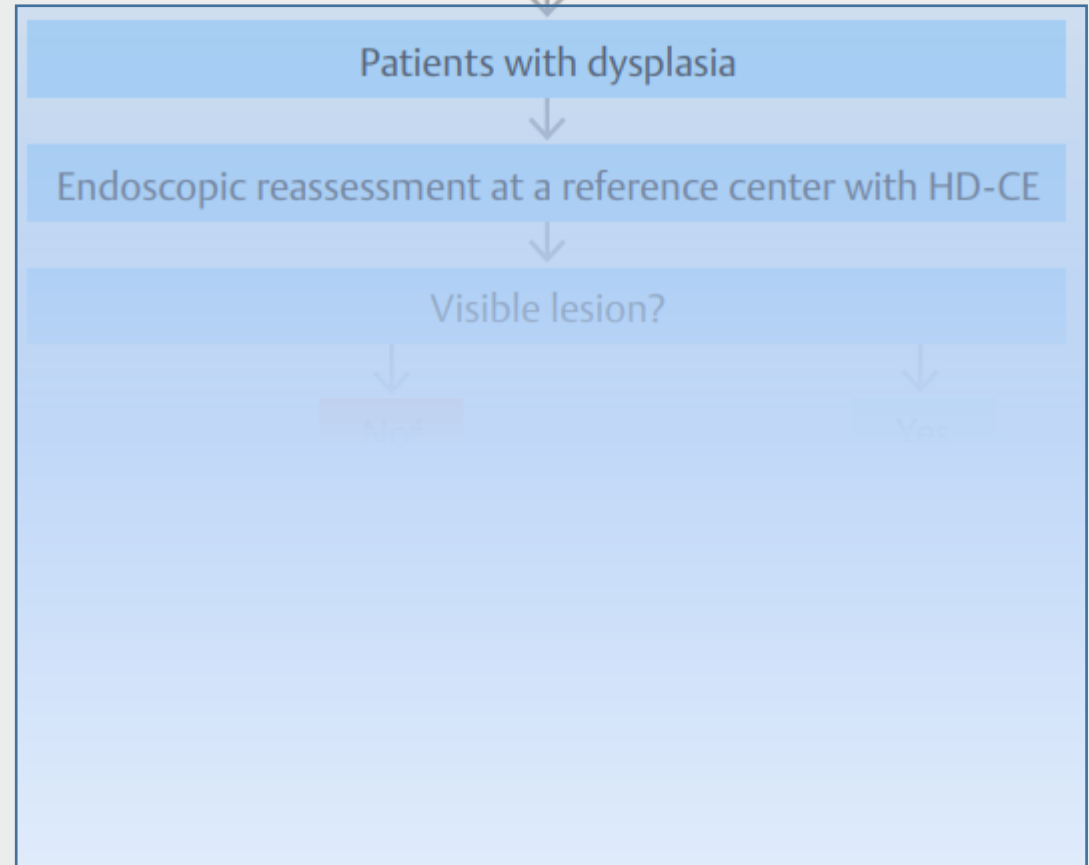 Patients with dysplasia
Endoscopic reassessment at a reference center with HD-CE
Visible lesion?
Yes